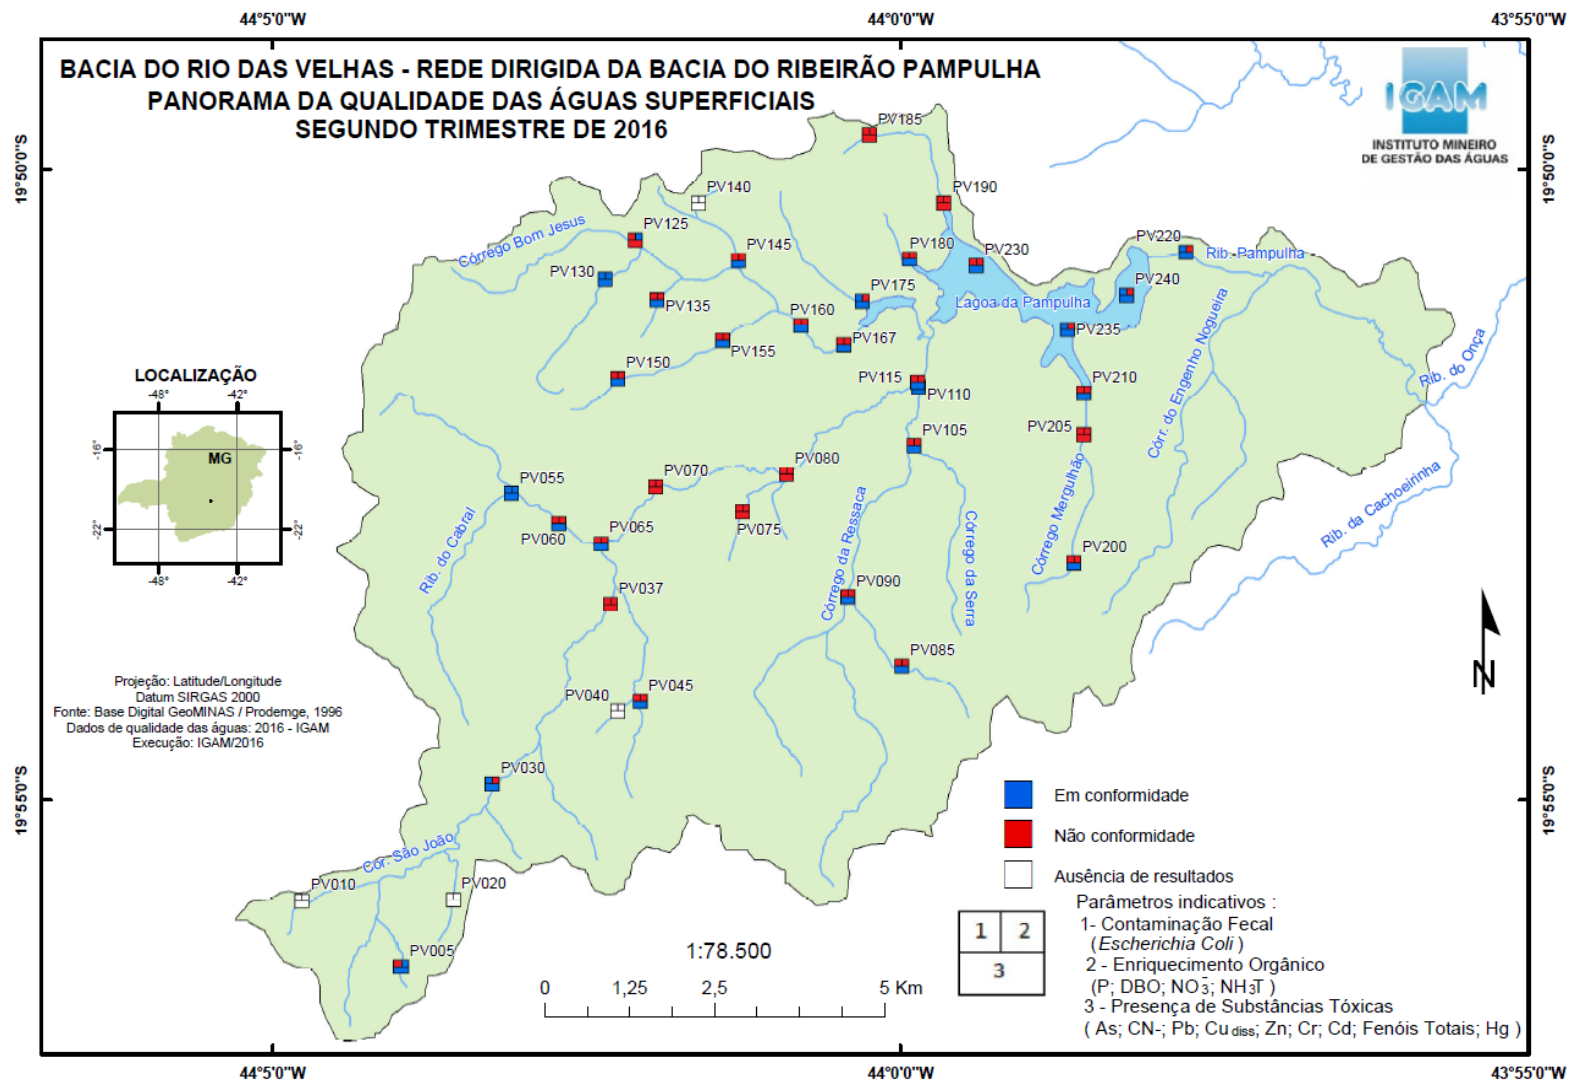 44°5'0"W
44°0'0"W
43°55'0"W
BACIA DO RIO DAS VELHAS - REDE DIRIGIDA DA BACIA DO RIBEIRÃO PAMPULHA
PANORAMA DA QUALIDADE DAS ÁGUAS SUPERFICIAIS
SEGUNDO TRIMESTRE DE 2016
IGAM
INSTITUTO MINEIRO
DE GESTÃO DAS ÁGUAS
19°50'0"S
19°50'0"S
PV185
PV140
PV190
PV125
Córrego Bom Jesus
PV145
PV180
PV230
PV220
Rib. Pampulha
PV130
PV240
PV135
PV175
Lagoa da Pampulha
PV160
PV235
PV155
PV167
PV150
PV115
PV110
PV210
Córr. do Engenho Nogueira
Rib. do Onça
PV105
PV205
LOCALIZAÇÃO
-48°
-42°
-16°
-16°
MG
-22°
-22°
-48°
-42°
PV055
PV070
PV080
PV060
PV065
PV075
Rib. do Cabral
Córrego da Ressaca
Córrego da Serra
Córrego Mergulhão
Rib. da Cachoeirinha
PV200
PV037
PV090
PV085
PV040
PV045
N
Projeção: Latitude/Longitude
Datum SIRGAS 2000
Fonte: Base Digital GeoMINAS / Prodemge, 1996
Dados de qualidade das águas: 2016 - IGAM
Execução: IGAM/2016
PV030
19°55'0"S
19°55'0"S
Cór. São João
PV010
PV020
PV005
Em conformidade
Não conformidade
Ausência de resultados
Parâmetros indicativos :
1 2
3
1- Contaminação Fecal
(Escherichia Coli )
2 - Enriquecimento Orgânico
(P; DBO; NO3-; NH3T )
3 - Presença de Substâncias Tóxicas
( As; CN-; Pb; Cu diss; Zn; Cr; Cd; Fenóis Totais; Hg )
1:78.500
0 1,25 2,5 5 Km
44°5'0"W
44°0'0"W
43°55'0"W